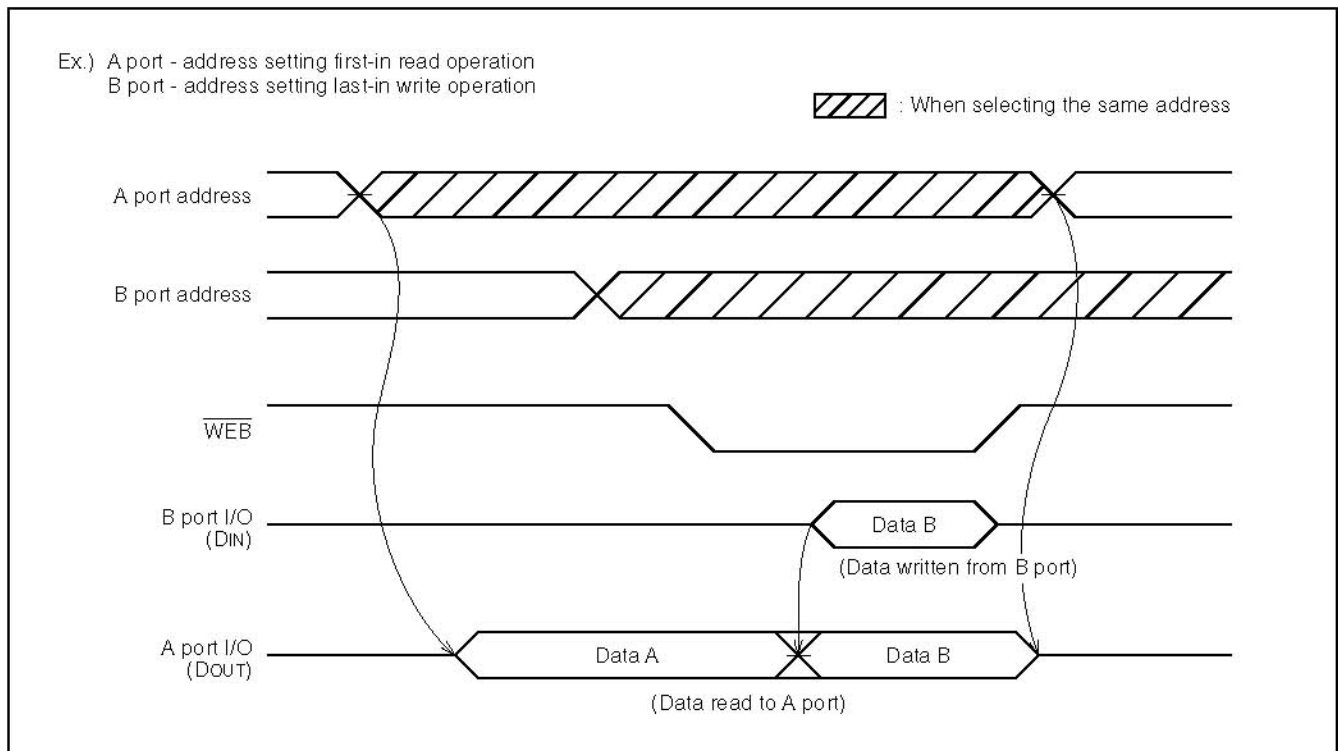 Ex.) A port - address setting first-in read operation
B port - address setting last-in write operation
: When selecting the same address
A port address
B port address
WEB
B port I/O
(DIN)
Data B
(Data written from B port)
A port I/O
(DOUT)
Data A
Data B
(Data read to A port)